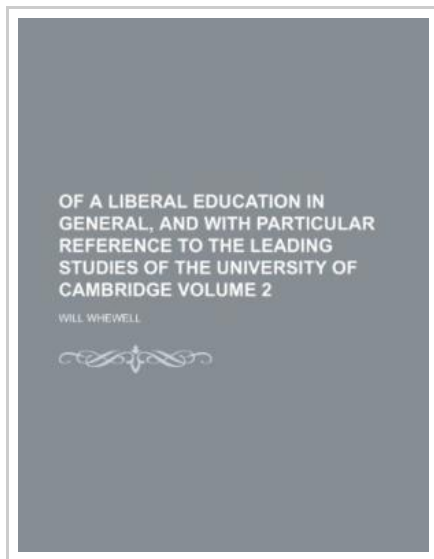 OF A LIBERAL EDUCATION IN
GENERAL, AND WITH PARTICULAR
REFERENCE TO THE LEADING
STUDIES OF THE UNIVERSITY OF
CAMBRIDGE VOLUME 2
WILL WHEWELL